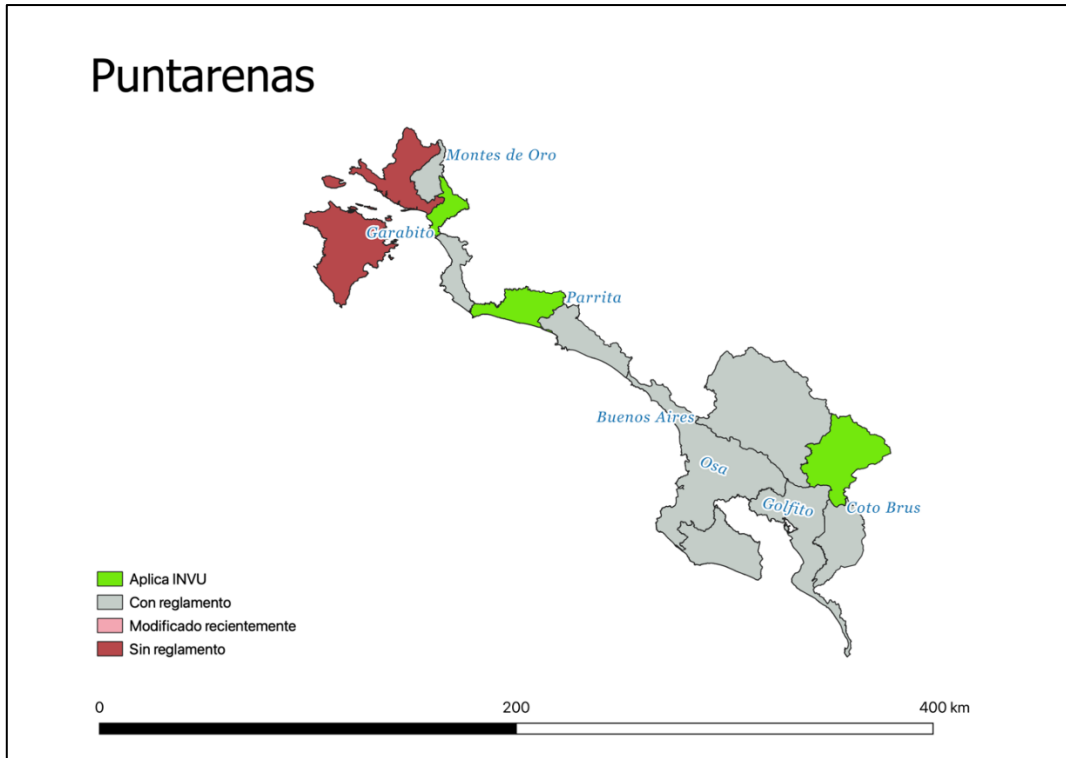 Puntarenas
Montes de Oro
Garabito
Parrita
Buenos Aires
Osa
Golfito
Coto Brus
Aplica INVU
Con reglamento
Modificado recientemente
Sin reglamento
0 200 400 km